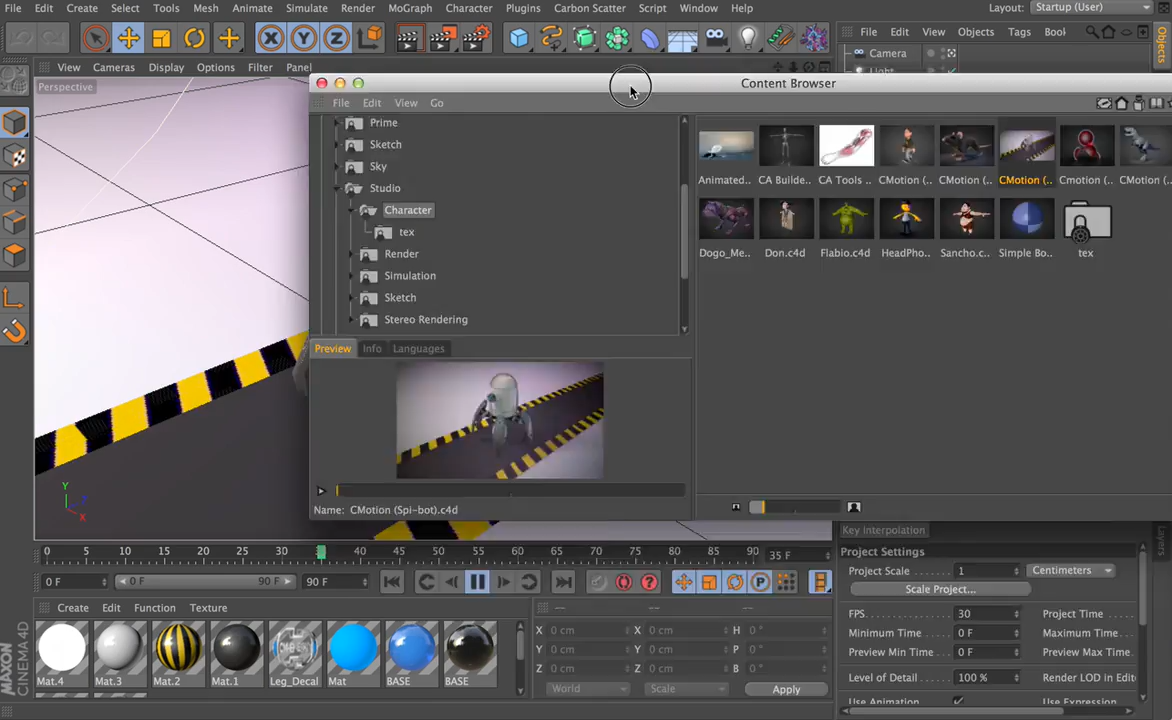 File Edit Create Select Tools Mesh Animate Simulate Render MoGraph Character Plugins Carbon Scatter Script Window Help Layout: Startup (User)
File Edit View Objects Tags
Camera
View Cameras Display Options Filter Panel
Perspective
Objects
Content Browser
File Edit View Go
Prime
Sketch
Sky
Studio
Character
tex
Render
Simulation
Sketch
Stereo Rendering
Animated..
CA Builde..
CA Tools ..
CMotion (..
CMotion (..
CMotion (..
Cmotion (..
CMotion (..
Dogo_Me..
Don.c4d
Flabio.c4d
HeadPho..
Sancho.c..
Simple Bo..
tex
Preview Info Languages
Name: CMotion (Spi-bot).c4d
Y
Z
X
0 5 10 15 20 25 30 35 40 45 50 55 60 65 70 75 80 85 90 35 F
0 F 0 F 90 F 90 F
Create Edit Function Texture
Mat.4 Mat.3 Mat.2 Mat.1 Leg_Decal Mat BASE BASE
-- -- --
X 0 cm X 0 cm H 0 °
Y 0 cm Y 0 cm P 0 °
Z 0 cm Z 0 cm B 0 °
World Scale Apply
Key Interpolation
Project Settings
Project Scale 1 Centimeters
Scale Project...
FPS 30 Project Time
Minimum Time 0 F Maximum Time
Preview Min Time 0 F Preview Max Time
Level of Detail 100 % Render LOD in Edit
Use Animation Use Expression
Layers
MAXON
CINEMA4D